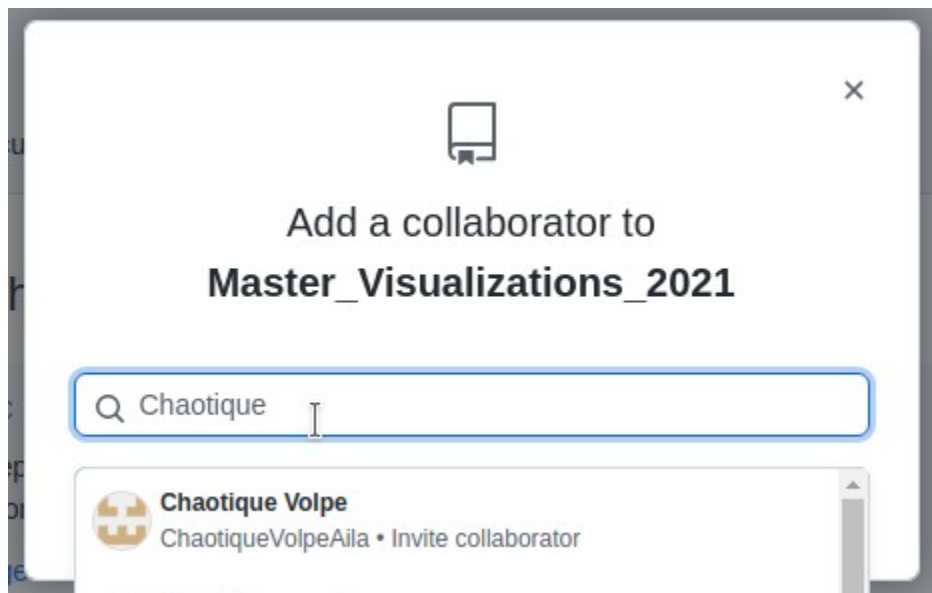 Add a collaborator to
Master_Visualizations_2021
Chaotique
Chaotique Volpe
ChaotiqueVolpeAila • Invite collaborator